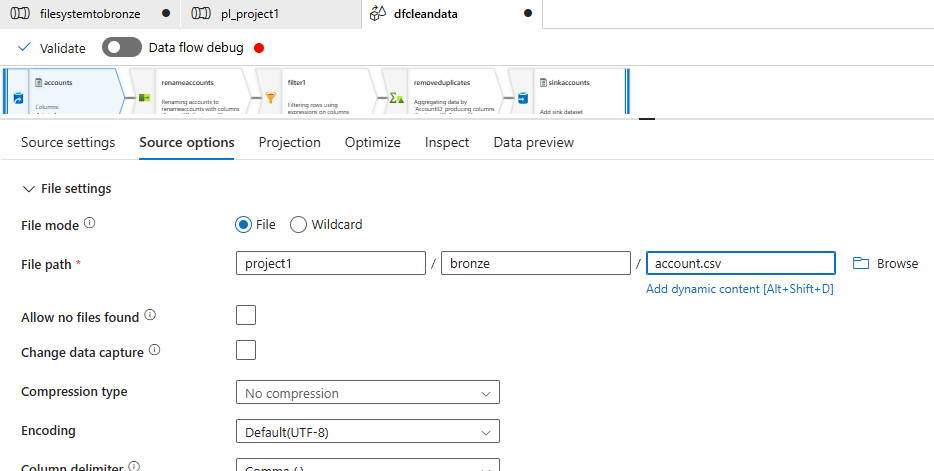 filesystemtobronze
pl_project1
dfcleandata
Validate
Data flow debug
accounts
Columns:
renameaccounts
Renaming accounts to
renameaccounts with columns
filter1
Filtering rows using
expressions on columns
removeduplicates
Aggregating data by
'AccountID' producing columns
sinkaccounts
Add sink dataset
Source settings
Source options
Projection
Optimize
Inspect
Data preview
File settings
File mode
File
Wildcard
File path *
project1
/
bronze
/
account.csv
Browse
Add dynamic content [Alt+Shift+D]
Allow no files found
Change data capture
Compression type
No compression
Encoding
Default(UTF-8)
Column delimiter
Comma (,)